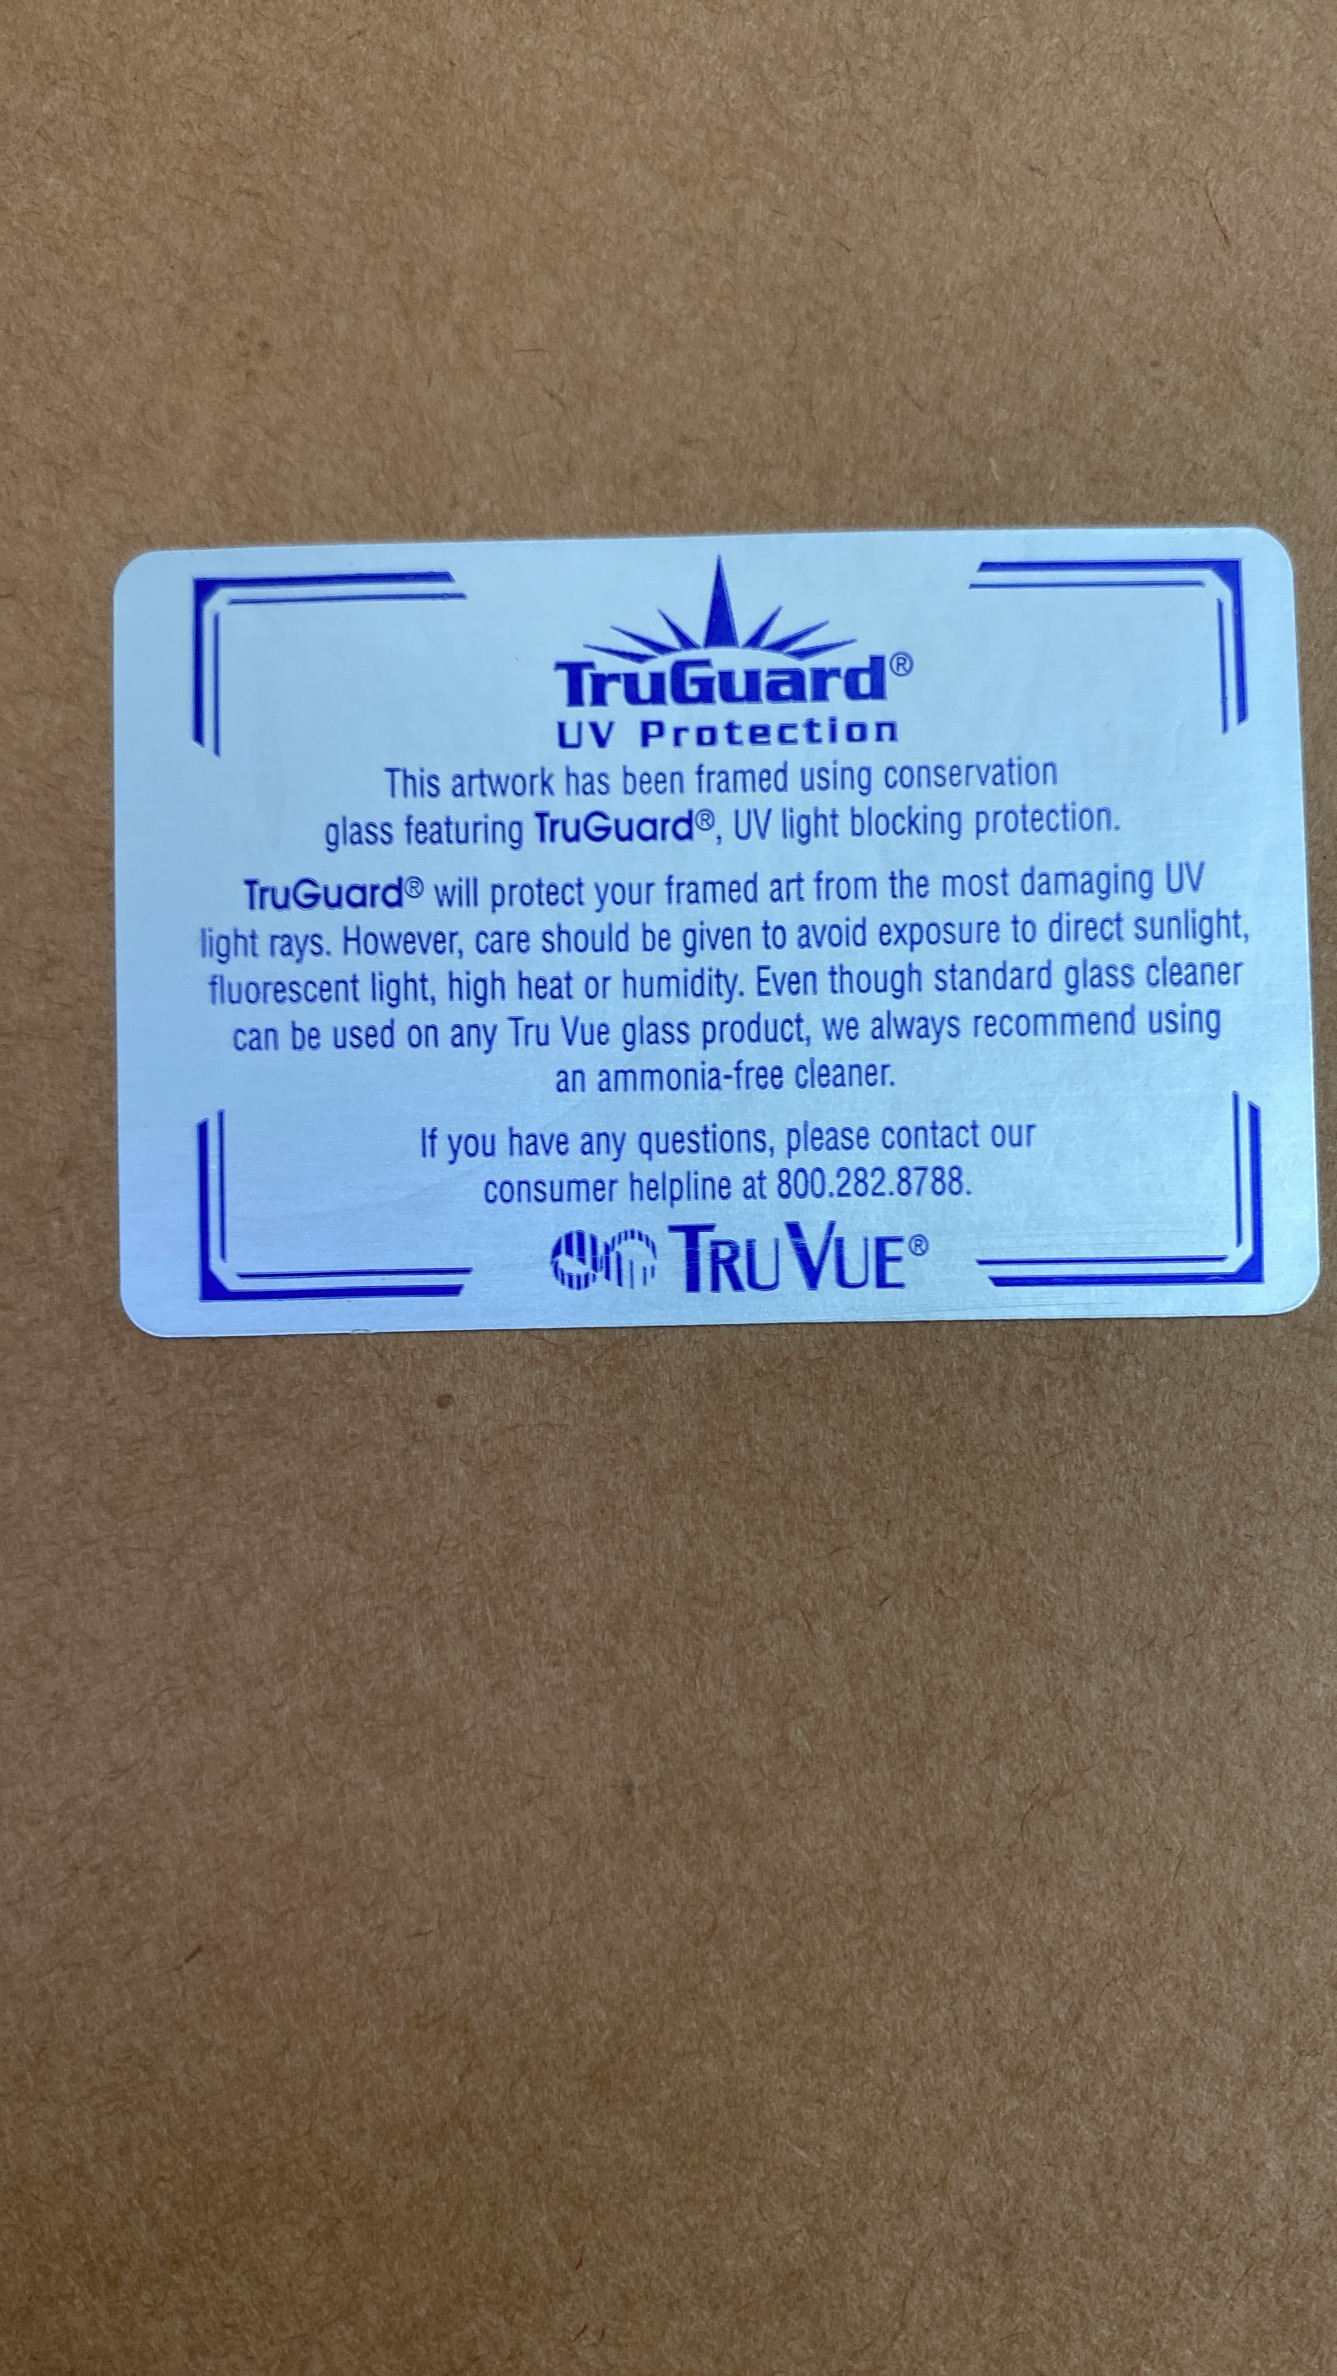 TruGuard®
UV Protection
This artwork has been framed using conservation
glass featuring TruGuard®, UV light blocking protection.
TruGuard® will protect your framed art from the most damaging UV
light rays. However, care should be given to avoid exposure to direct sunlight,
fluorescent light, high heat or humidity. Even though standard glass cleaner
can be used on any Tru Vue glass product, we always recommend using
an ammonia-free cleaner.
If you have any questions, please contact our
consumer helpline at 800.282.8788.
TRU VUE®